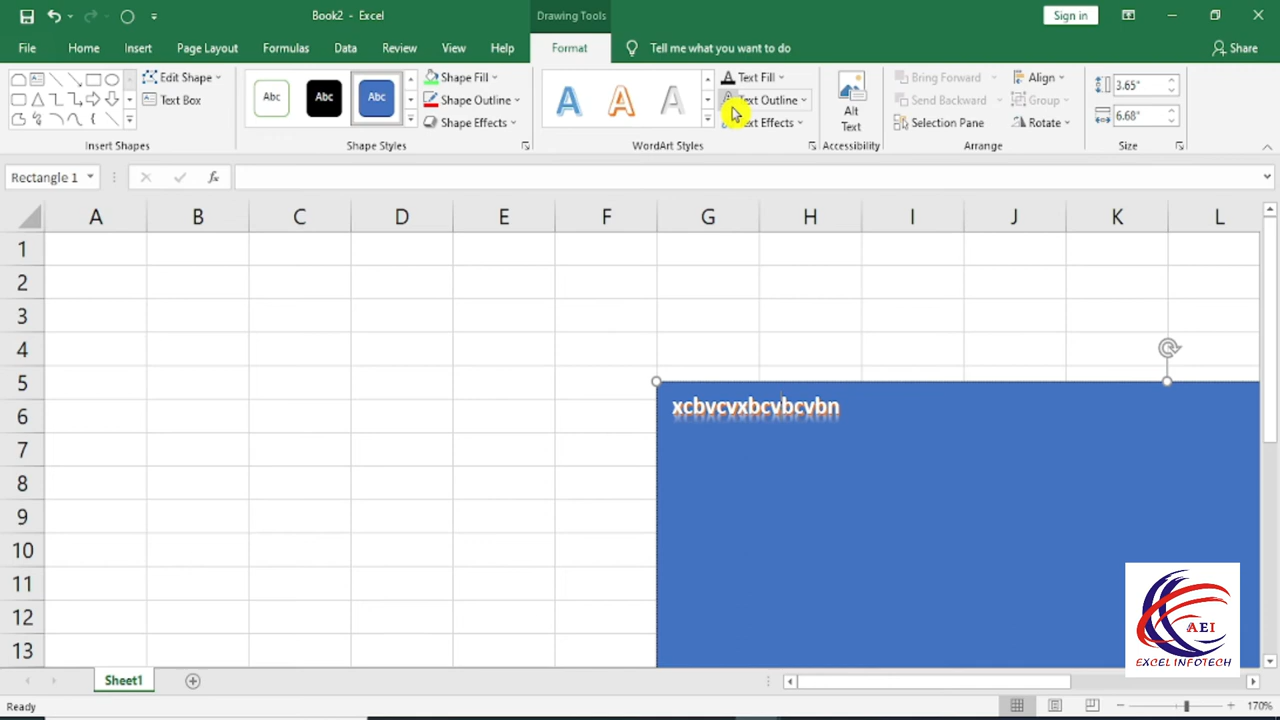 Book2 - Excel
Drawing Tools
Sign in
File Home Insert Page Layout Formulas Data Review View Help Format Tell me what you want to do Share
Edit Shape
Text Box
Insert Shapes
Abc Abc Abc
Shape Fill
Shape Outline
Shape Effects
Shape Styles
A A A
Text Fill
Text Outline
Text Effects
WordArt Styles
Alt
Text
Accessibility
Bring Forward
Send Backward
Selection Pane
Align
Group
Rotate
Arrange
3.65"
6.68"
Size
Rectangle 1 fx
A B C D E F G H I J K L
1
2
3
4
5
6
7
8
9
10
11
12
13
xcbvcvxbcvbcvbn
AEI
EXCEL INFOTECH
Sheet1
Ready
170%